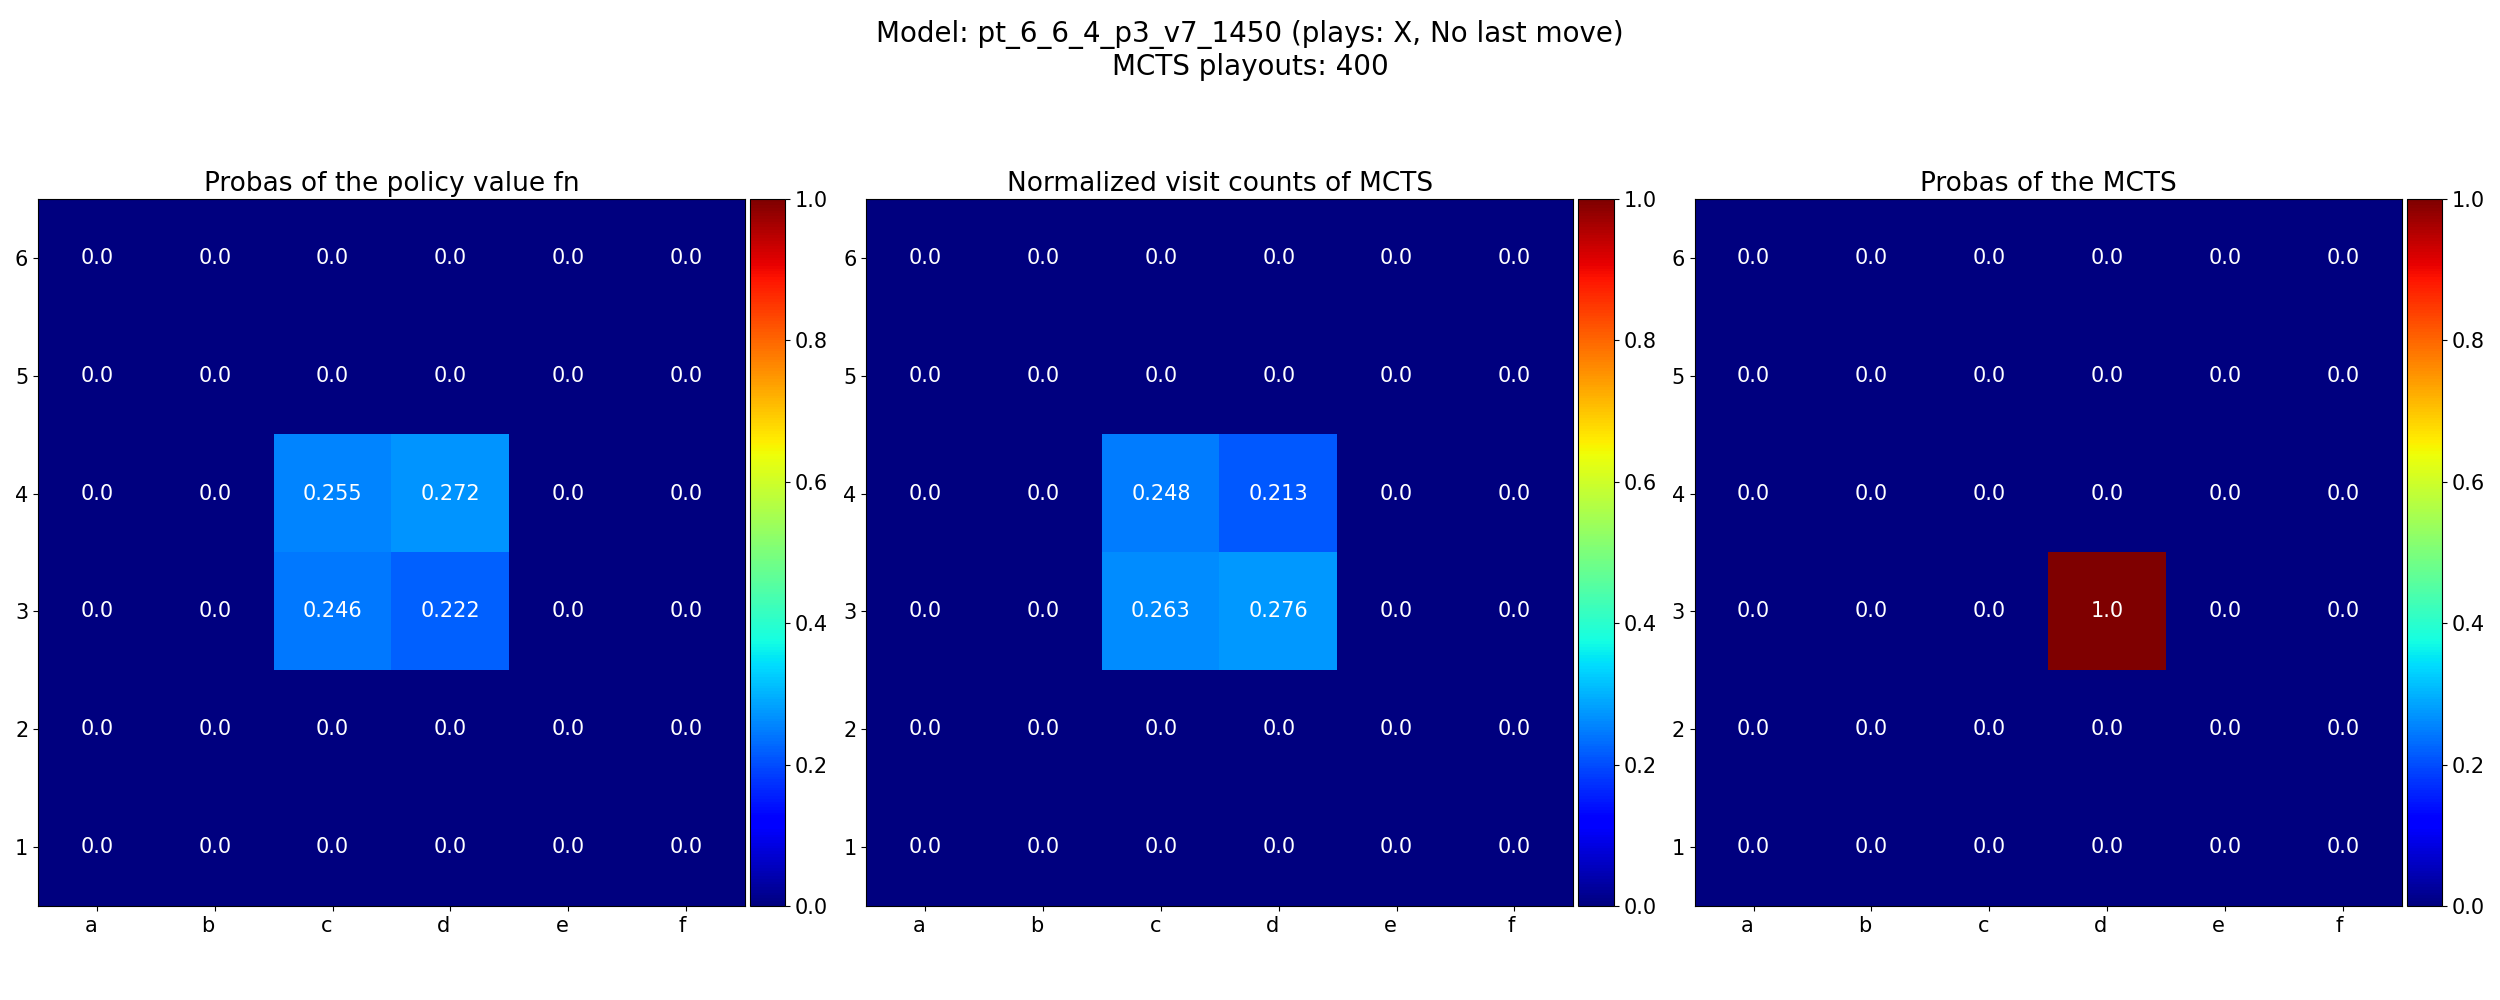 Model: pt_6_6_4_p3_v7_1450 (plays: X, No last move)
MCTS playouts: 400
Probas of the policy value fn
6 0.0 0.0 0.0 0.0 0.0 0.0
5 0.0 0.0 0.0 0.0 0.0 0.0
4 0.0 0.0 0.255 0.272 0.0 0.0
3 0.0 0.0 0.246 0.222 0.0 0.0
2 0.0 0.0 0.0 0.0 0.0 0.0
1 0.0 0.0 0.0 0.0 0.0 0.0
a b c d e f
1.0
0.8
0.6
0.4
0.2
0.0
Normalized visit counts of MCTS
6 0.0 0.0 0.0 0.0 0.0 0.0
5 0.0 0.0 0.0 0.0 0.0 0.0
4 0.0 0.0 0.248 0.213 0.0 0.0
3 0.0 0.0 0.263 0.276 0.0 0.0
2 0.0 0.0 0.0 0.0 0.0 0.0
1 0.0 0.0 0.0 0.0 0.0 0.0
a b c d e f
1.0
0.8
0.6
0.4
0.2
0.0
Probas of the MCTS
6 0.0 0.0 0.0 0.0 0.0 0.0
5 0.0 0.0 0.0 0.0 0.0 0.0
4 0.0 0.0 0.0 0.0 0.0 0.0
3 0.0 0.0 0.0 1.0 0.0 0.0
2 0.0 0.0 0.0 0.0 0.0 0.0
1 0.0 0.0 0.0 0.0 0.0 0.0
a b c d e f
1.0
0.8
0.6
0.4
0.2
0.0